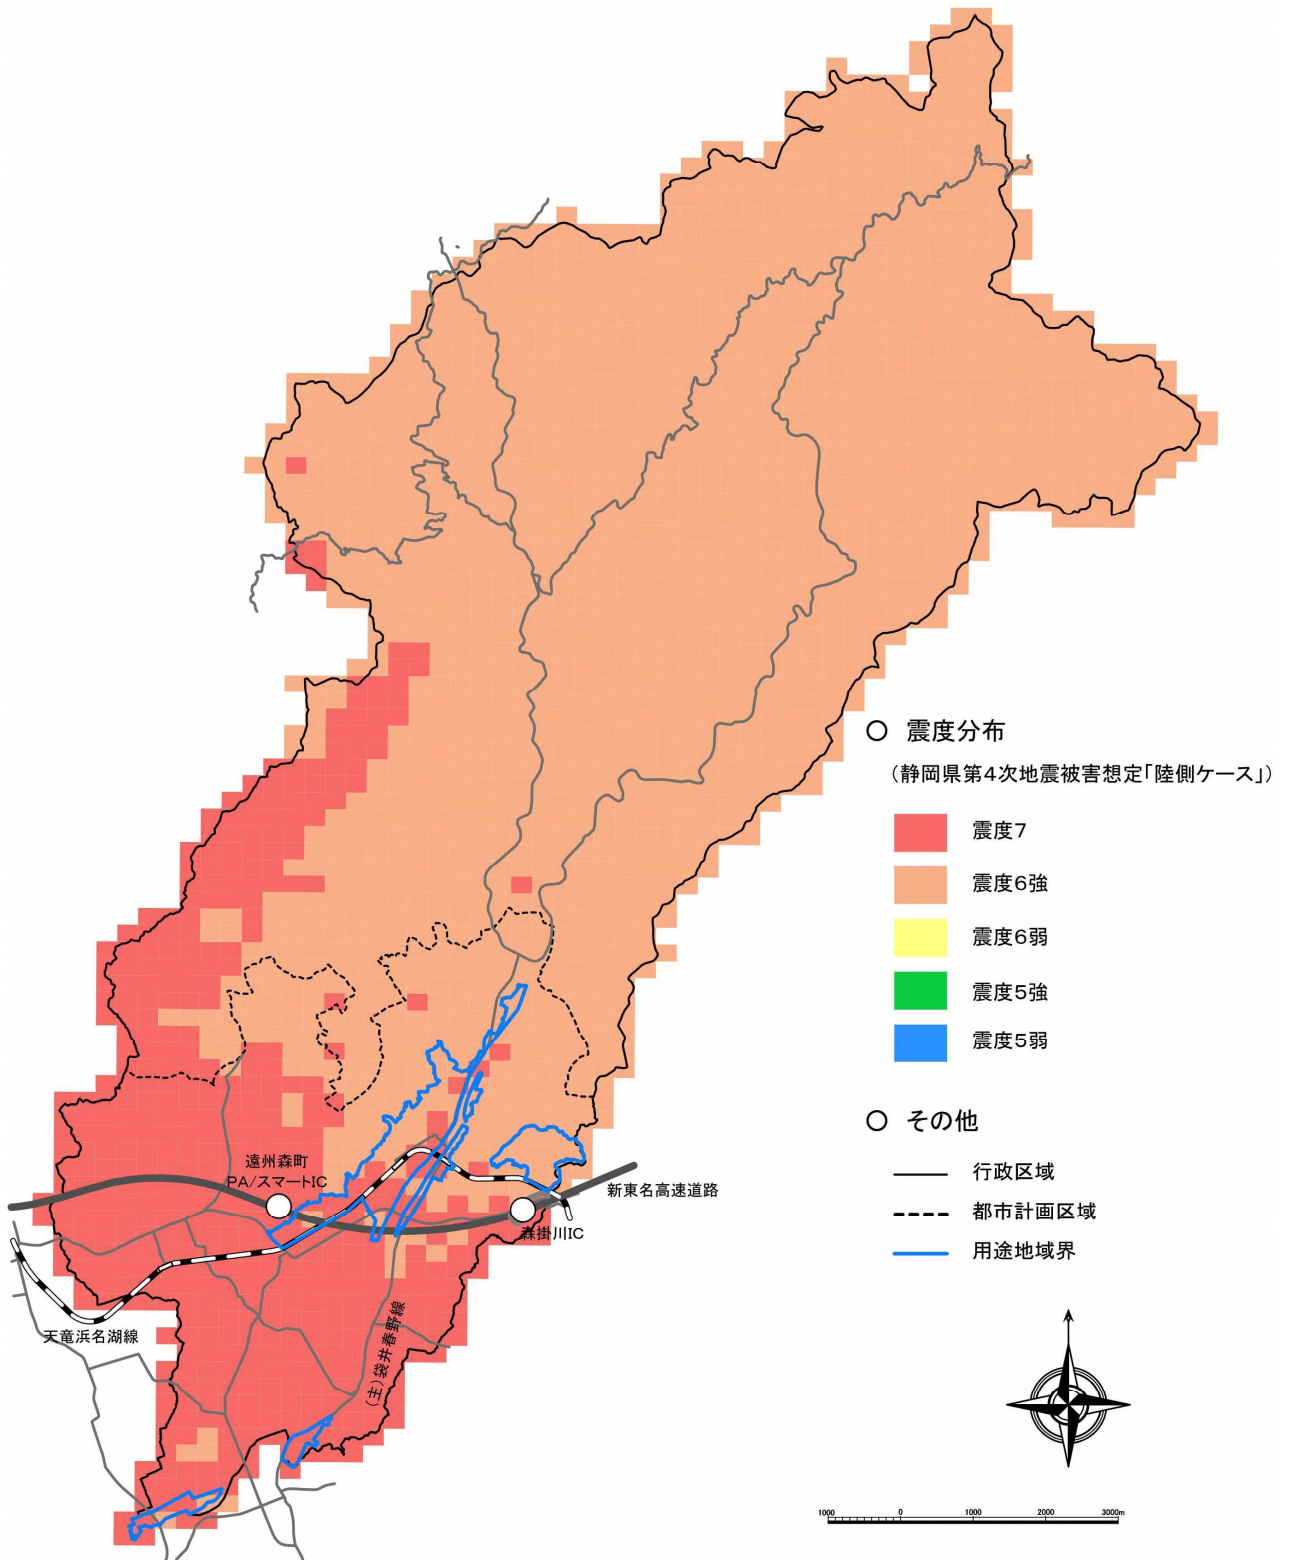 遠州森町
PA/スマートIC
新東名高速道路
森掛川IC
天竜浜名湖線
(主)袋井春野線
震度分布
（静岡県第4次地震被害想定「陸側ケース」）
震度7
震度6強
震度6弱
震度5強
震度5弱
その他
行政区域
都市計画区域
用途地域界
1000 0 1000 2000 3000m